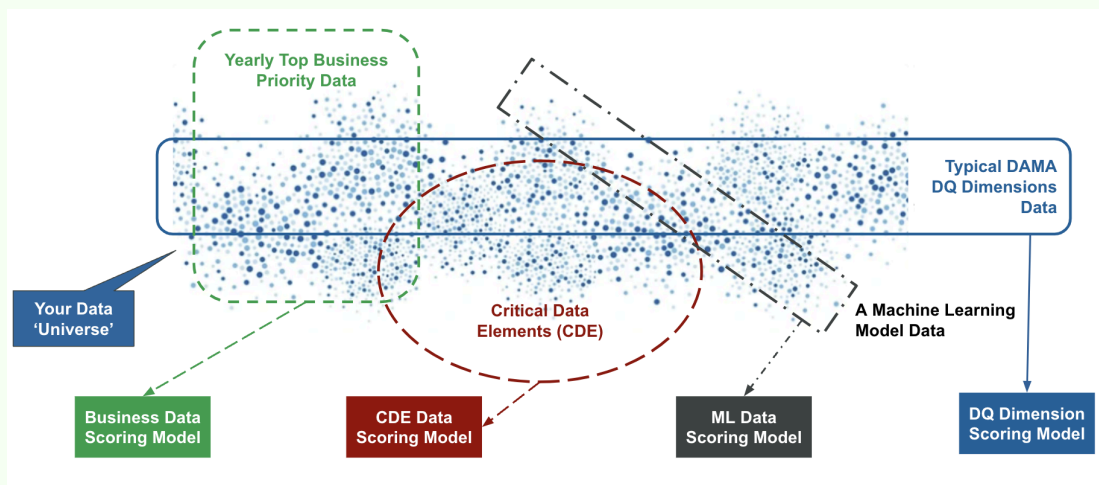 Yearly Top Business
Priority Data
Typical DAMA
DQ Dimensions
Data
Your Data
‘Universe’
Critical Data
Elements (CDE)
A Machine Learning
Model Data
Business Data
Scoring Model
CDE Data
Scoring Model
ML Data
Scoring Model
DQ Dimension
Scoring Model